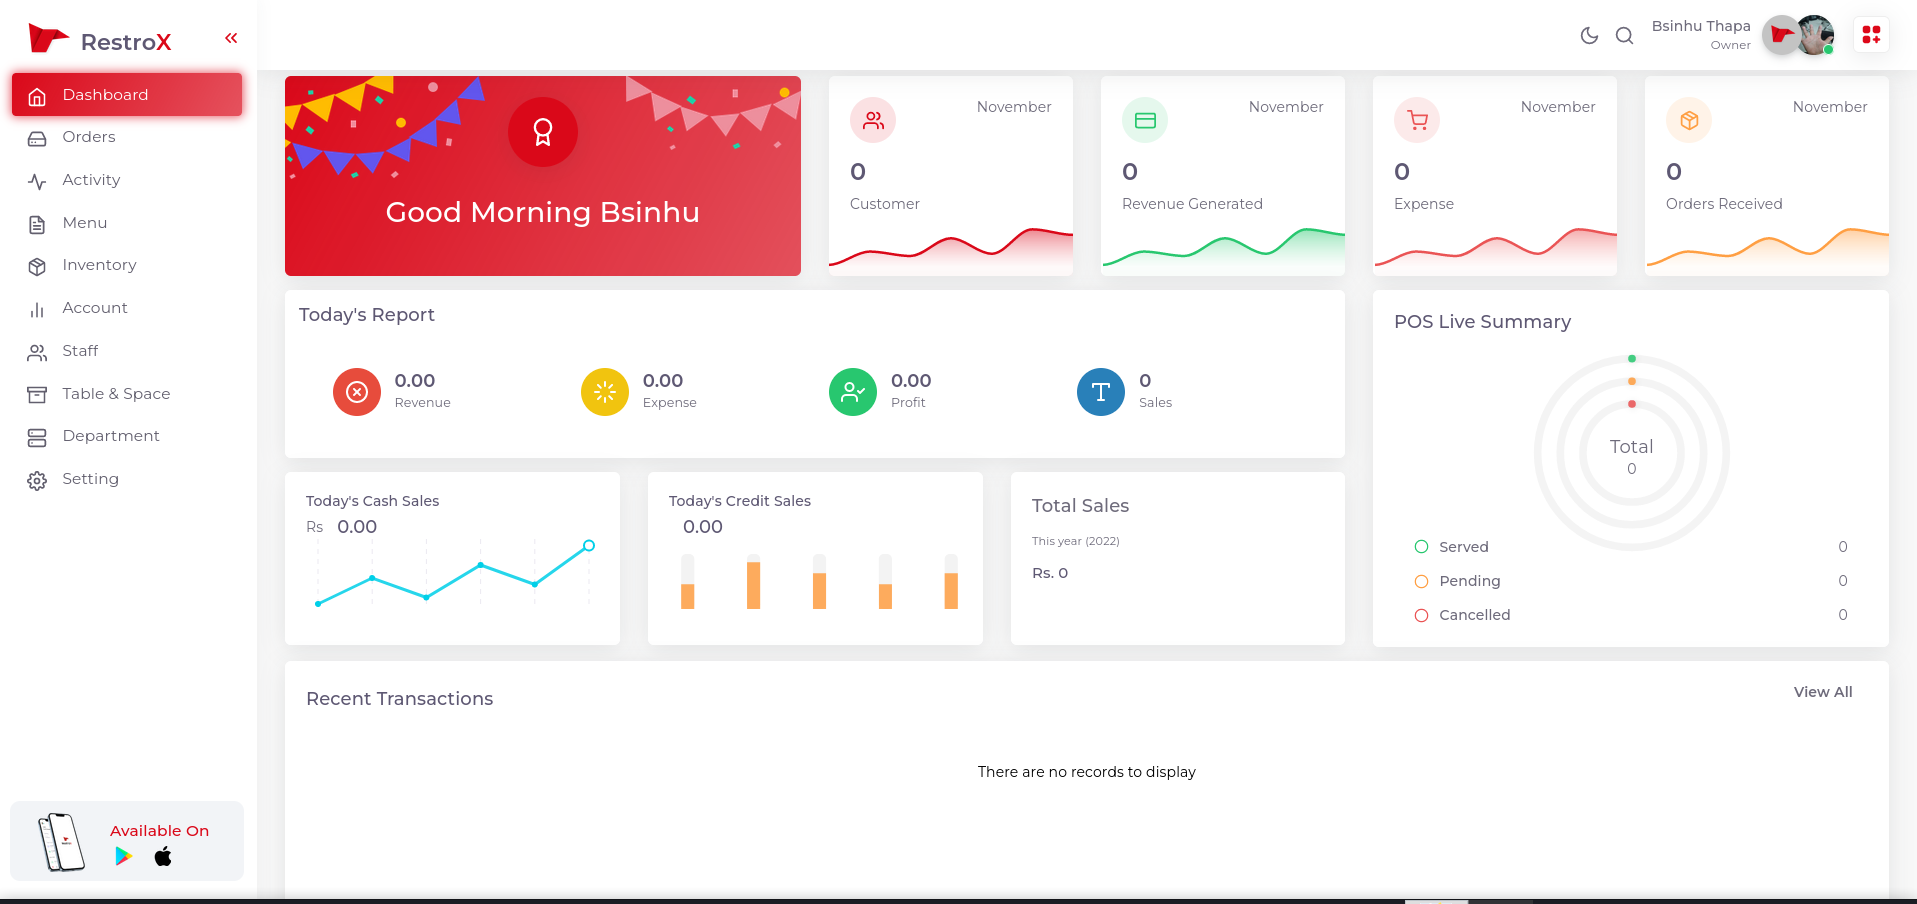 RestroX
Dashboard
Orders
Activity
Menu
Inventory
Account
Staff
Table & Space
Department
Setting
Available On
Bsinhu Thapa
Owner
Good Morning Bsinhu
November
0
Customer
November
0
Revenue Generated
November
0
Expense
November
0
Orders Received
Today's Report
0.00
Revenue
0.00
Expense
0.00
Profit
0
Sales
POS Live Summary
Total
0
Served 0
Pending 0
Cancelled 0
Today's Cash Sales
Rs 0.00
Today's Credit Sales
0.00
Total Sales
This year (2022)
Rs. 0
Recent Transactions
View All
There are no records to display